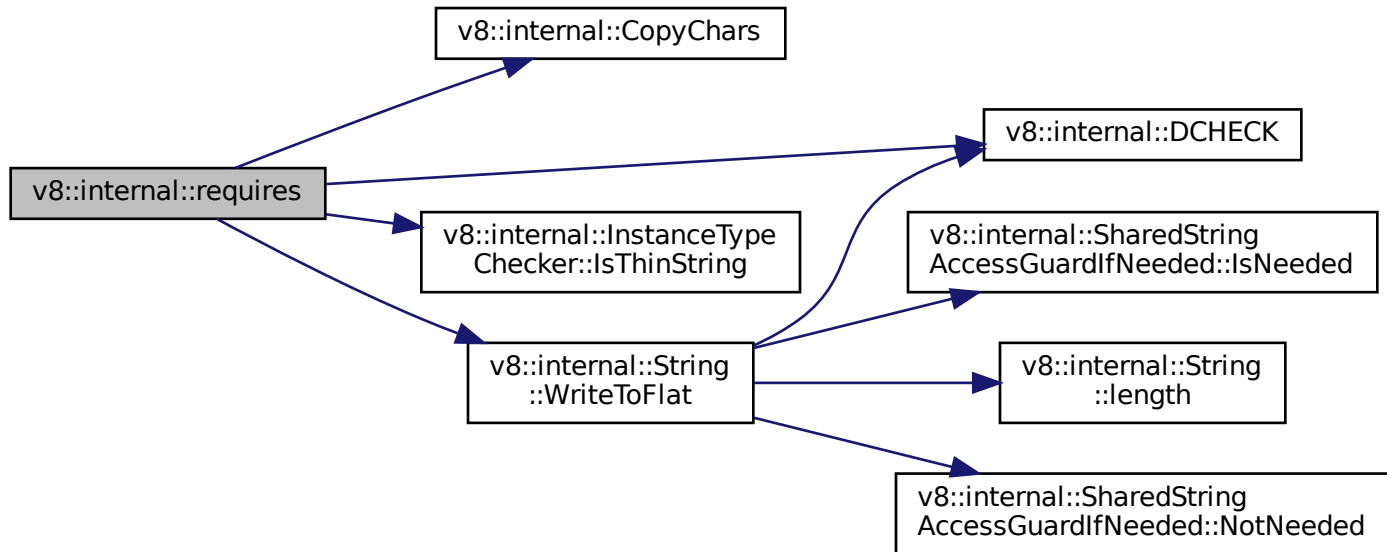 v8::internal::CopyChars
v8::internal::DCHECK
v8::internal::requires
v8::internal::InstanceType
Checker::IsThinString
v8::internal::SharedString
AccessGuardIfNeeded::IsNeeded
v8::internal::String
::WriteToFlat
v8::internal::String
::length
v8::internal::SharedString
AccessGuardIfNeeded::NotNeeded